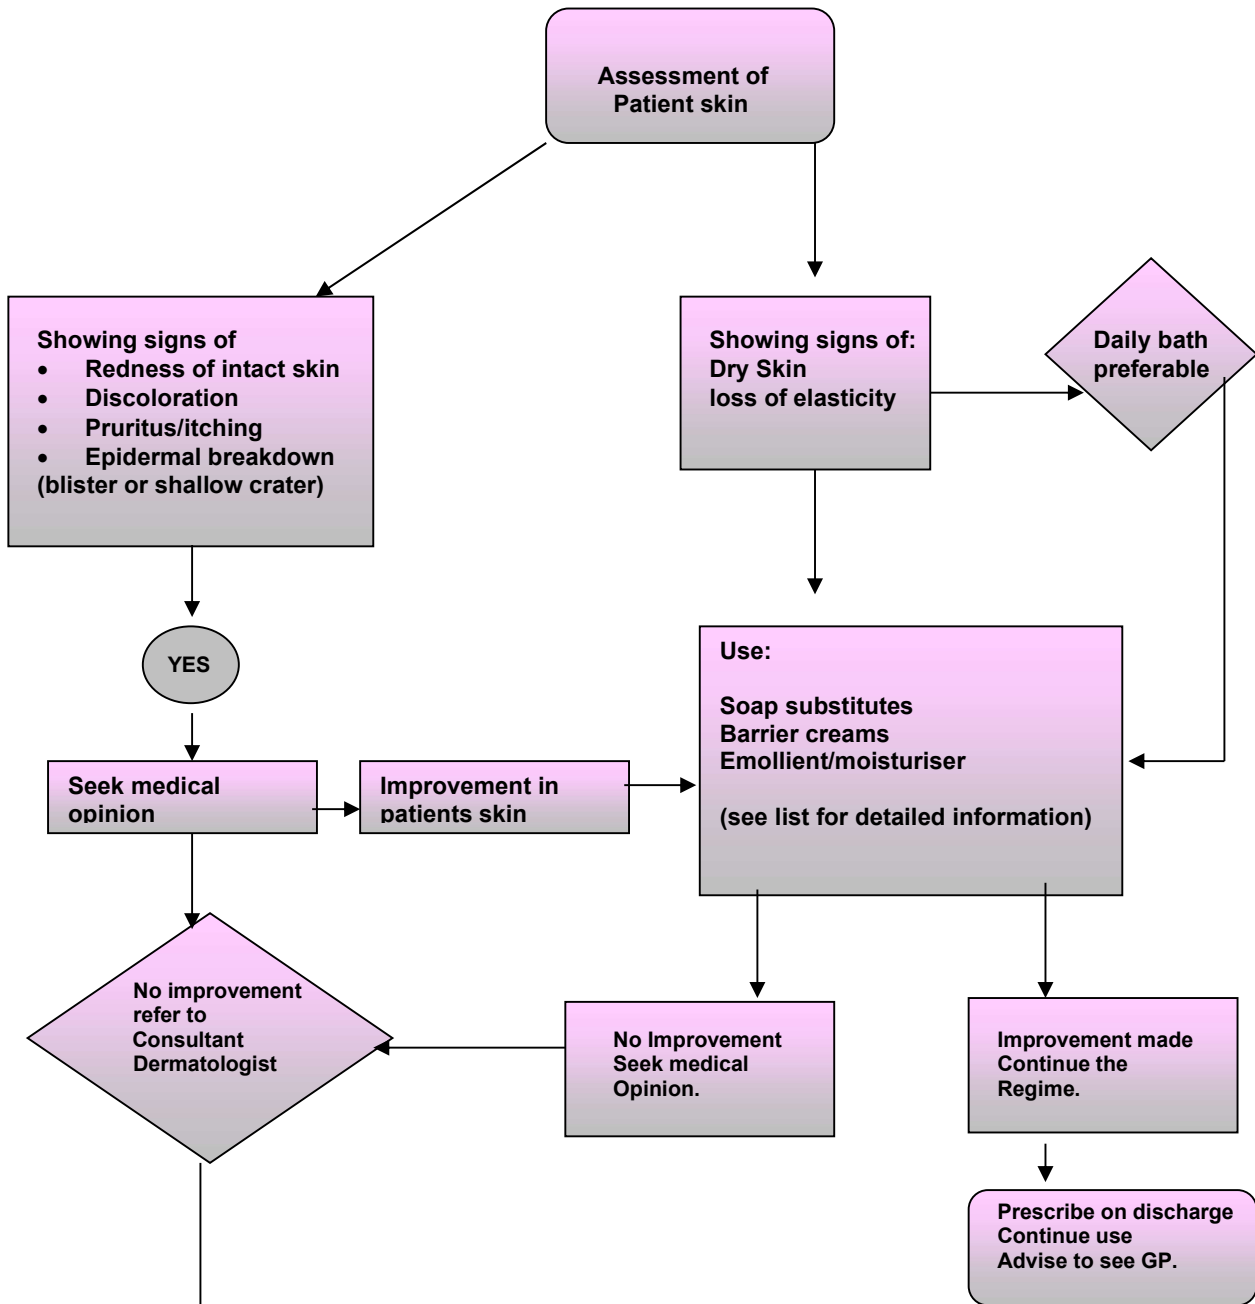 Assessment of
Patient skin
Showing signs of
• Redness of intact skin
• Discoloration
• Pruritus/itching
• Epidermal breakdown
(blister or shallow crater)
Showing signs of:
Dry Skin
loss of elasticity
Daily bath
preferable
YES
Use:
Soap substitutes
Barrier creams
Emollient/moisturiser
(see list for detailed information)
Seek medical
opinion
Improvement in
patients skin
No improvement
refer to
Consultant
Dermatologist
No Improvement
Seek medical
Opinion.
Improvement made
Continue the
Regime.
Prescribe on discharge
Continue use
Advise to see GP.